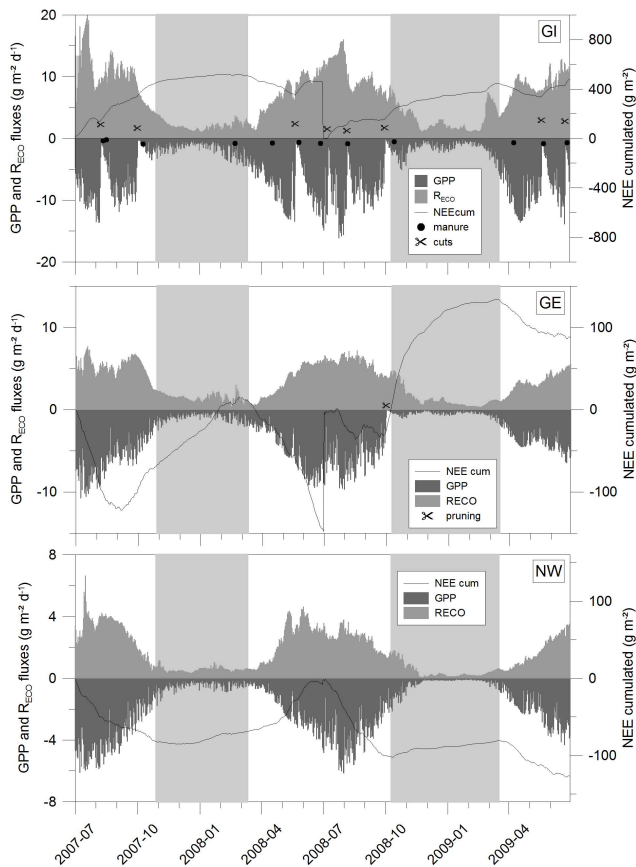 GI
GPP and RECO fluxes (g m-² d-¹)
20
10
0
-10
-20
800
400
0
-400
-800
NEE cumulated (g m-²)
GPP
RECO
NEEcum
manure
cuts
GE
GPP and RECO fluxes (g m-² d-¹)
10
0
-10
100
0
-100
NEE cumulated (g m-²)
NEE cum
GPP
RECO
pruning
NW
GPP and RECO fluxes (g m-² d-¹)
8
4
0
-4
-8
100
0
-100
NEE cumulated (g m-²)
NEE cum
GPP
RECO
2007-07
2007-10
2008-01
2008-04
2008-07
2008-10
2009-01
2009-04